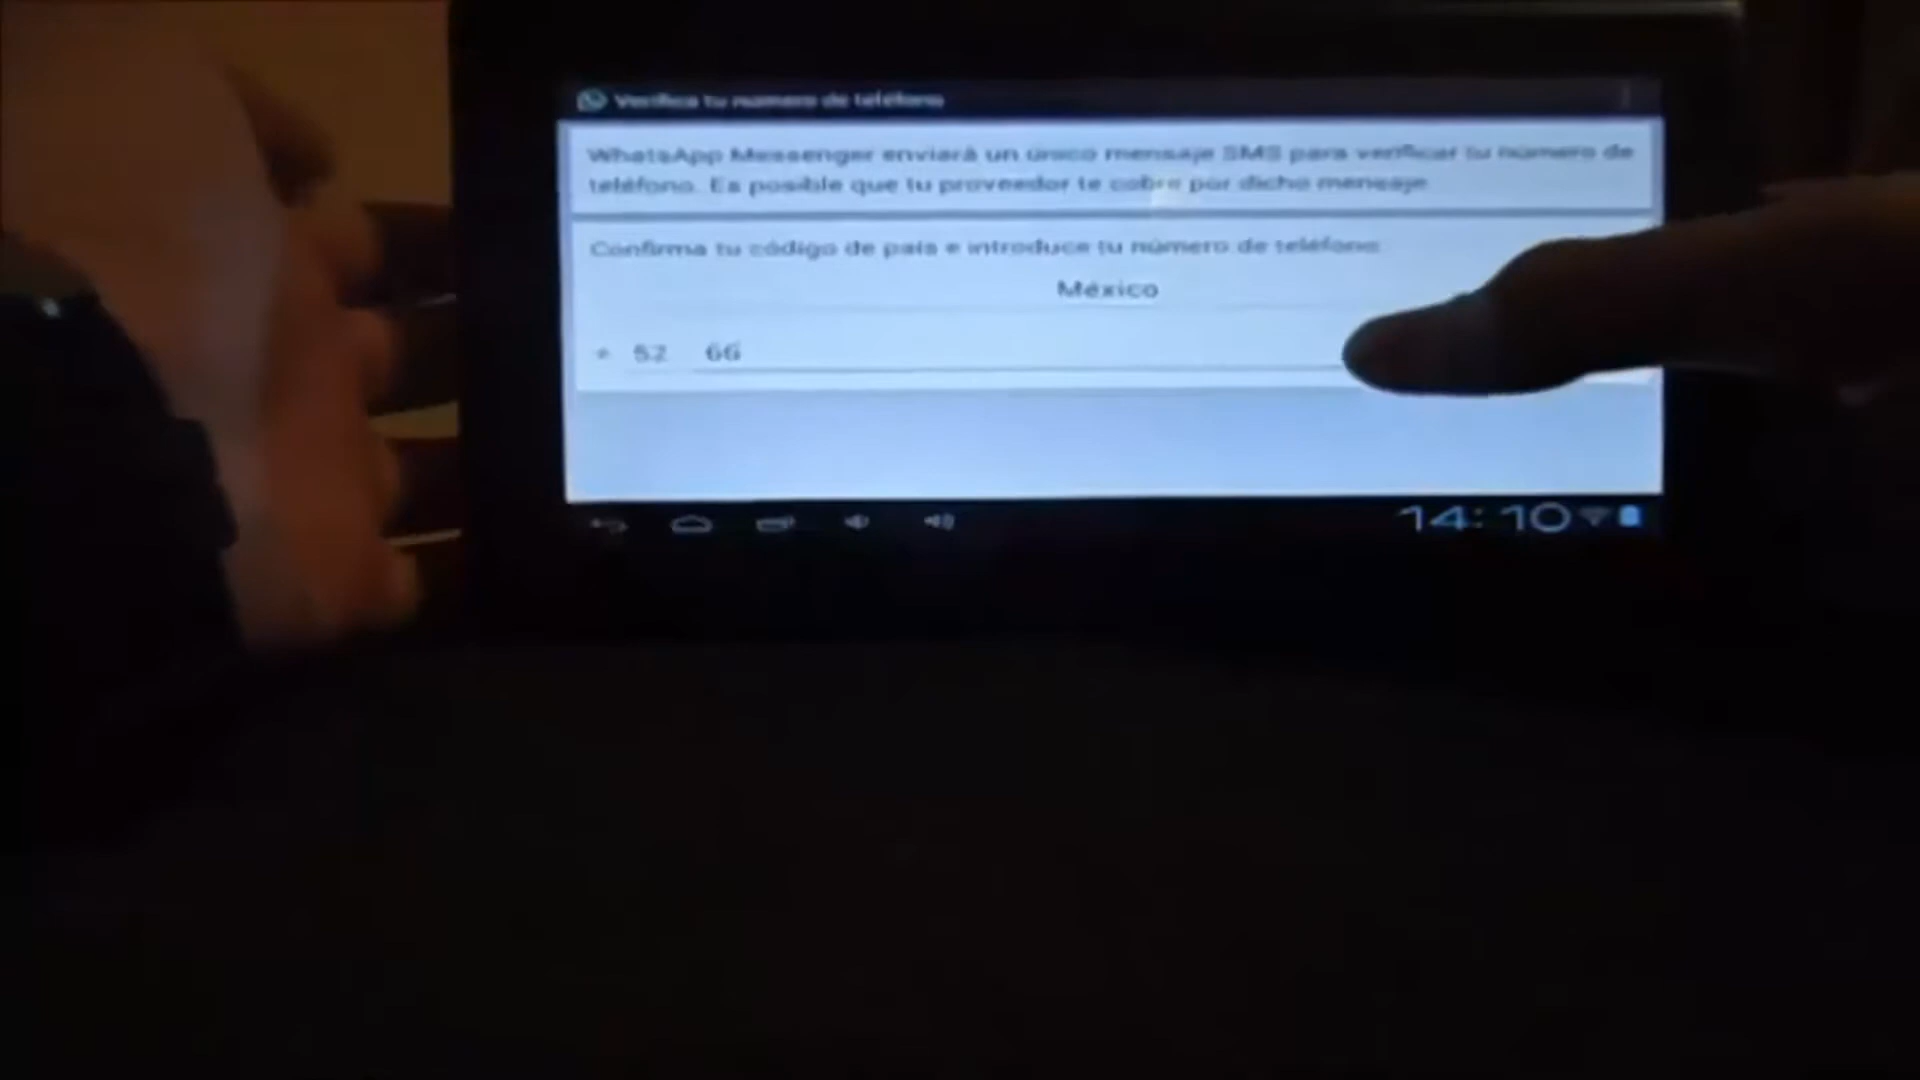 Verifica tu número de teléfono
WhatsApp Messenger enviará un único mensaje SMS para verificar tu número de
teléfono. Es posible que tu proveedor te cobre por dicho mensaje
Confirma tu código de país e introduce tu número de teléfono
México
+ 52 66
14:10